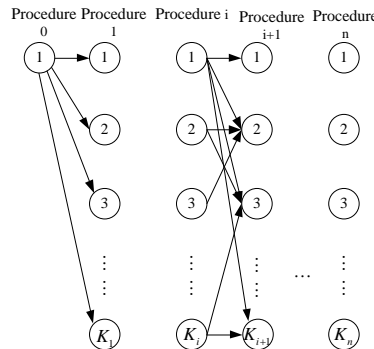 Procedure 0 Procedure 1 Procedure i Procedure i+1 Procedure n
1 1 1 1 1
2 2 2 2
3 3 3 3
⋮ ⋮ ⋮ ⋮ ⋮ ⋮ ... ⋮ ⋮
K₁ Kᵢ Kᵢ₊₁ Kₙ